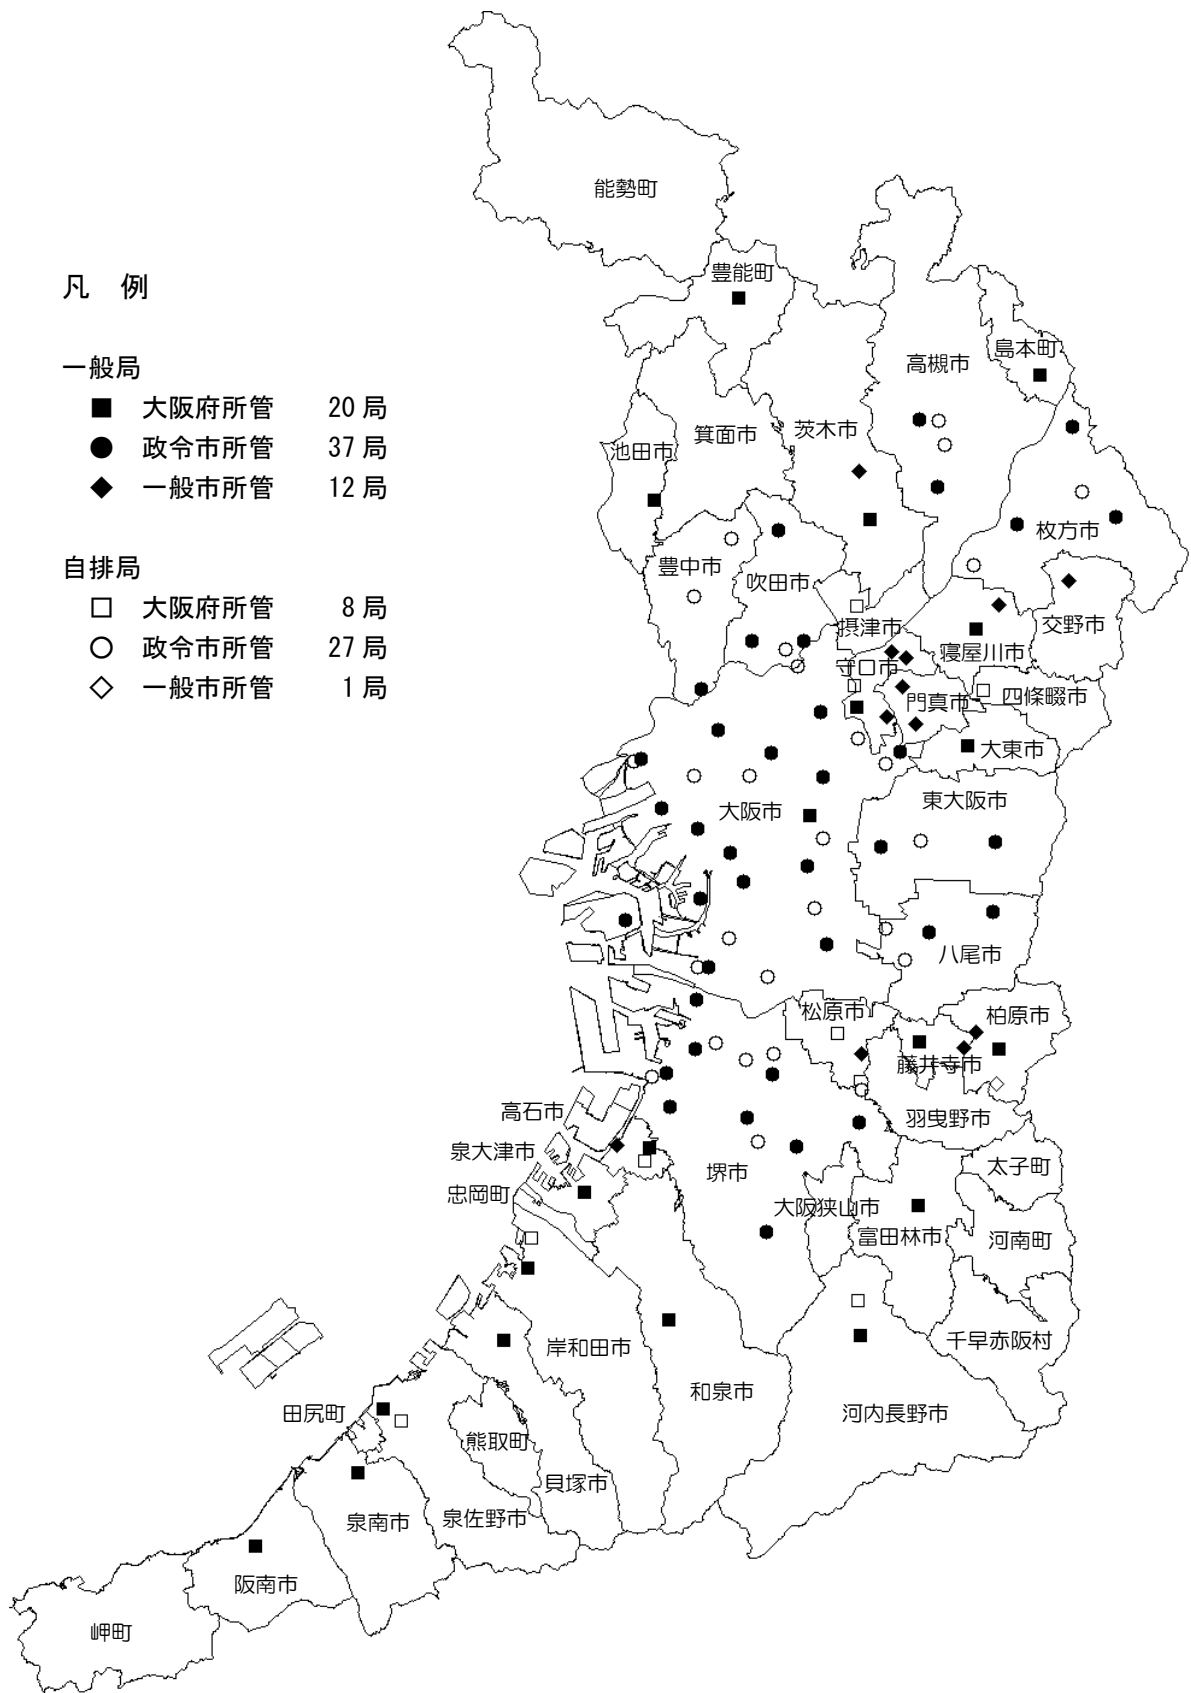 凡 例
一般局
■ 大阪府所管 20局
● 政令市所管 37局
◆ 一般市所管 12局
自排局
□ 大阪府所管 8局
○ 政令市所管 27局
◇ 一般市所管 1局
能勢町
豊能町
島本町
高槻市
茨木市
箕面市
池田市
枚方市
豊中市
吹田市
交野市
摂津市
寝屋川市
守口市
四條畷市
門真市
大東市
東大阪市
大阪市
八尾市
松原市
柏原市
藤井寺市
高石市
羽曳野市
泉大津市
太子町
堺市
忠岡町
大阪狭山市
富田林市
河南町
千早赤阪村
岸和田市
和泉市
河内長野市
田尻町
熊取町
貝塚市
泉佐野市
泉南市
阪南市
岬町